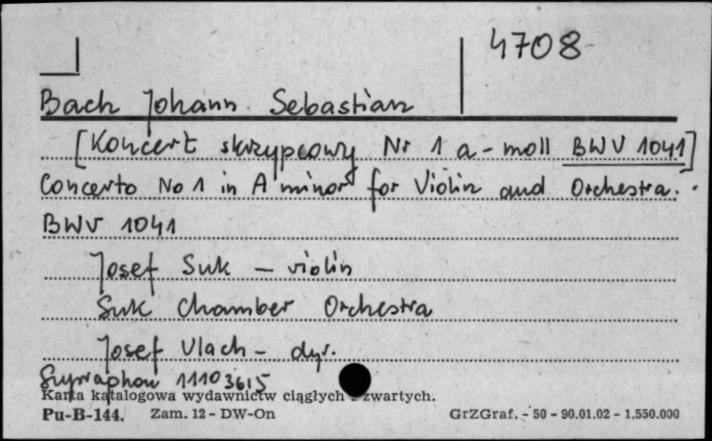 4708
Bach Johann Sebastian
[Koncert skrzypcowy Nr 1 a-moll BWV 1041]
Concerto No 1 in A minor for Violin and Orchestra.
BWV 1041
Josef Suk - violin
Suk Chamber Orchestra
Josef Vlach - dyr.
Supraphon 11103615
Karta katalogowa wydawnictw ciągłych zwartych.
Pu-B-144. Zam. 12 - DW-On GrZGraf. - 50 - 90.01.02 - 1.550.000